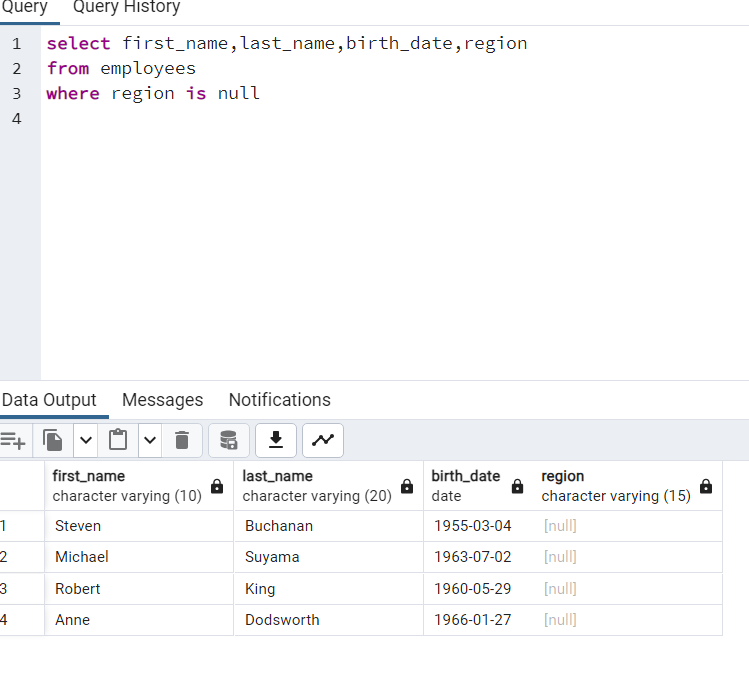 Query Query History
1 select first_name,last_name,birth_date,region
2 from employees
3 where region is null
4
Data Output Messages Notifications
first_name last_name birth_date region
character varying (10) character varying (20) date character varying (15)
1 Steven Buchanan 1955-03-04 [null]
2 Michael Suyama 1963-07-02 [null]
3 Robert King 1960-05-29 [null]
4 Anne Dodsworth 1966-01-27 [null]